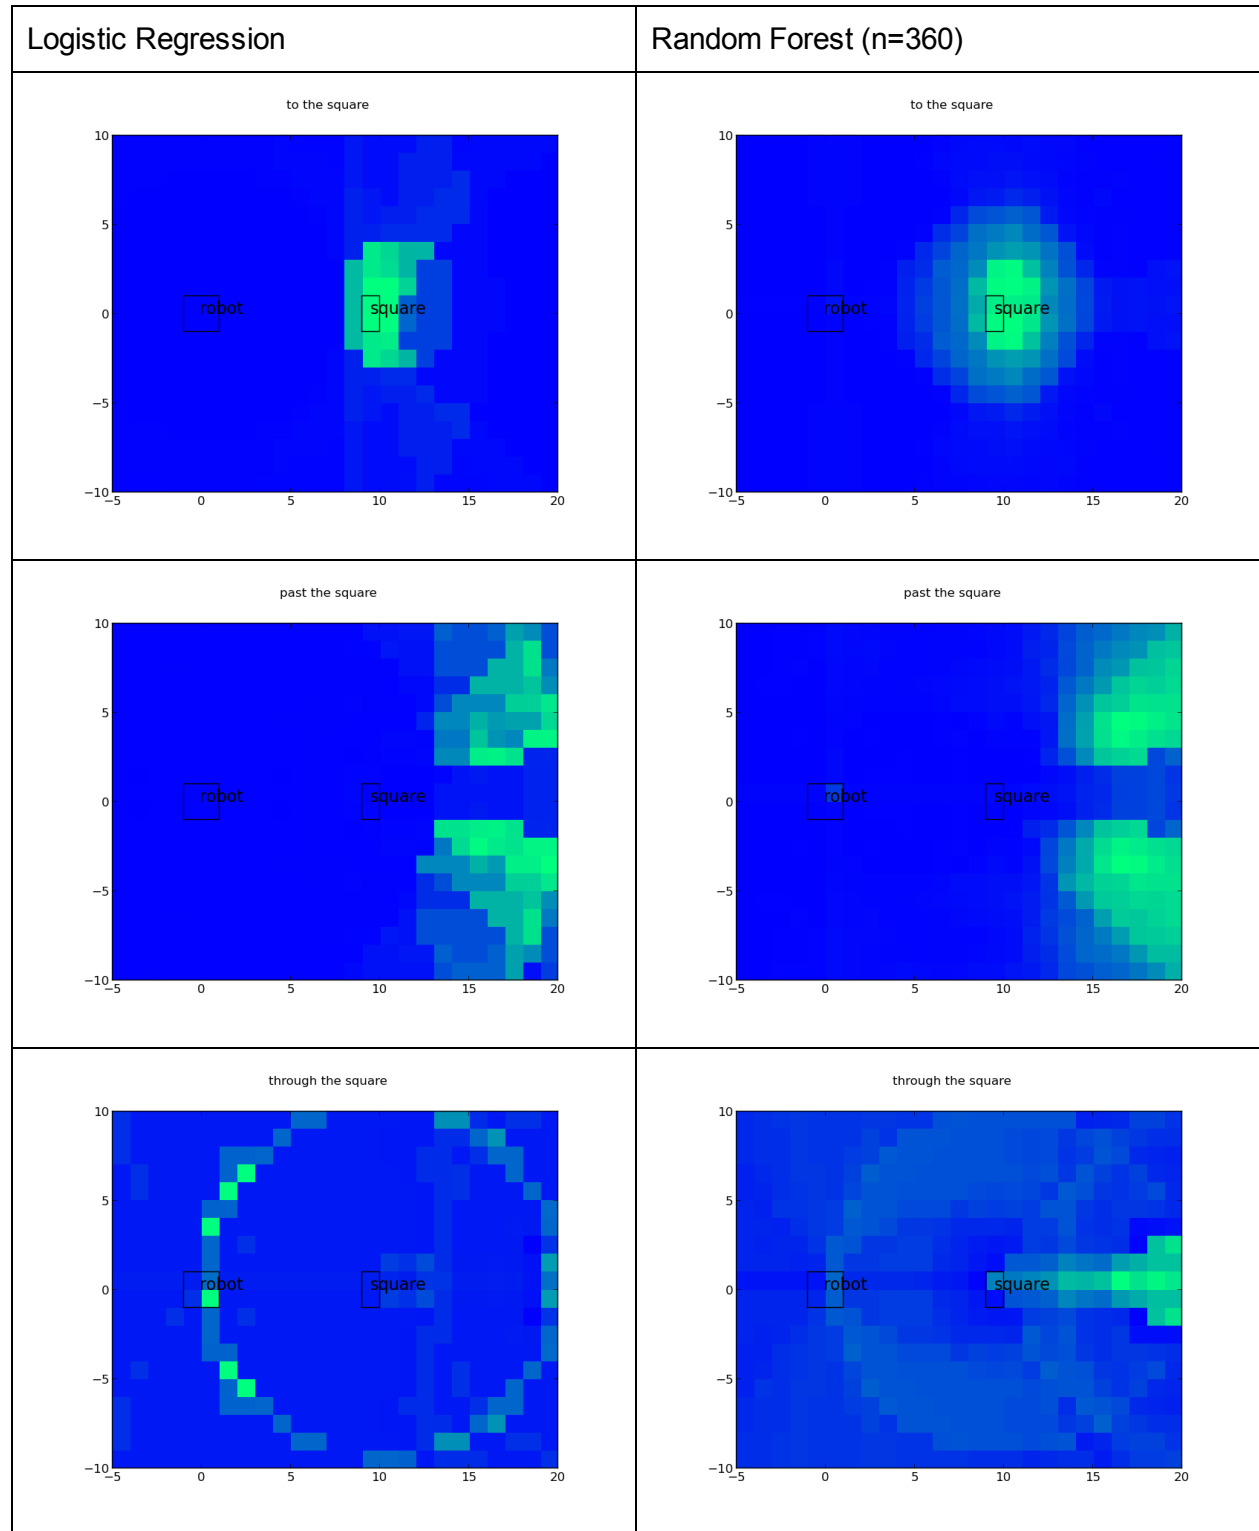 Logistic Regression
Random Forest (n=360)
to the square
10
5
0
−5
−10
−5 0 5 10 15 20
robot
square
to the square
10
5
0
−5
−10
−5 0 5 10 15 20
robot
square
past the square
10
5
0
−5
−10
−5 0 5 10 15 20
robot
square
past the square
10
5
0
−5
−10
−5 0 5 10 15 20
robot
square
through the square
10
5
0
−5
−10
−5 0 5 10 15 20
robot
square
through the square
10
5
0
−5
−10
−5 0 5 10 15 20
robot
square